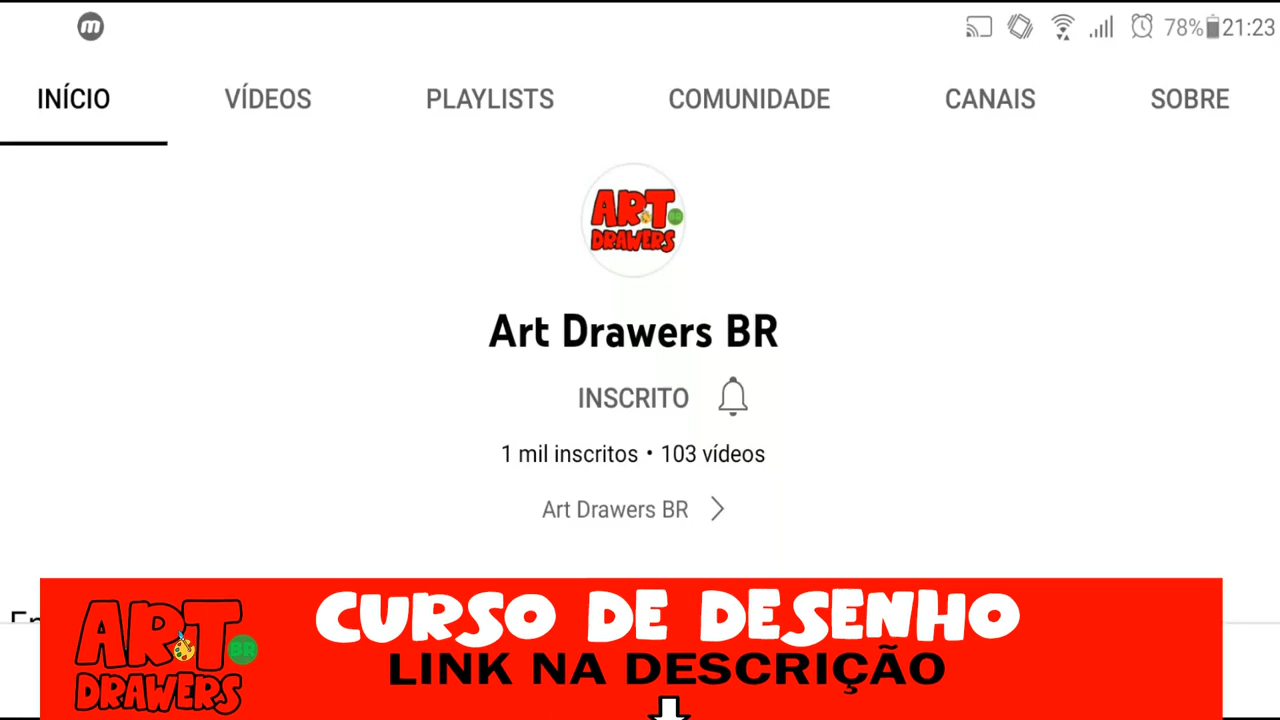 m
78% 21:23
INÍCIO VÍDEOS PLAYLISTS COMUNIDADE CANAIS SOBRE
ART BR
DRAWERS
Art Drawers BR
INSCRITO
1 mil inscritos • 103 vídeos
Art Drawers BR
ART BR
DRAWERS
CURSO DE DESENHO
LINK NA DESCRIÇÃO